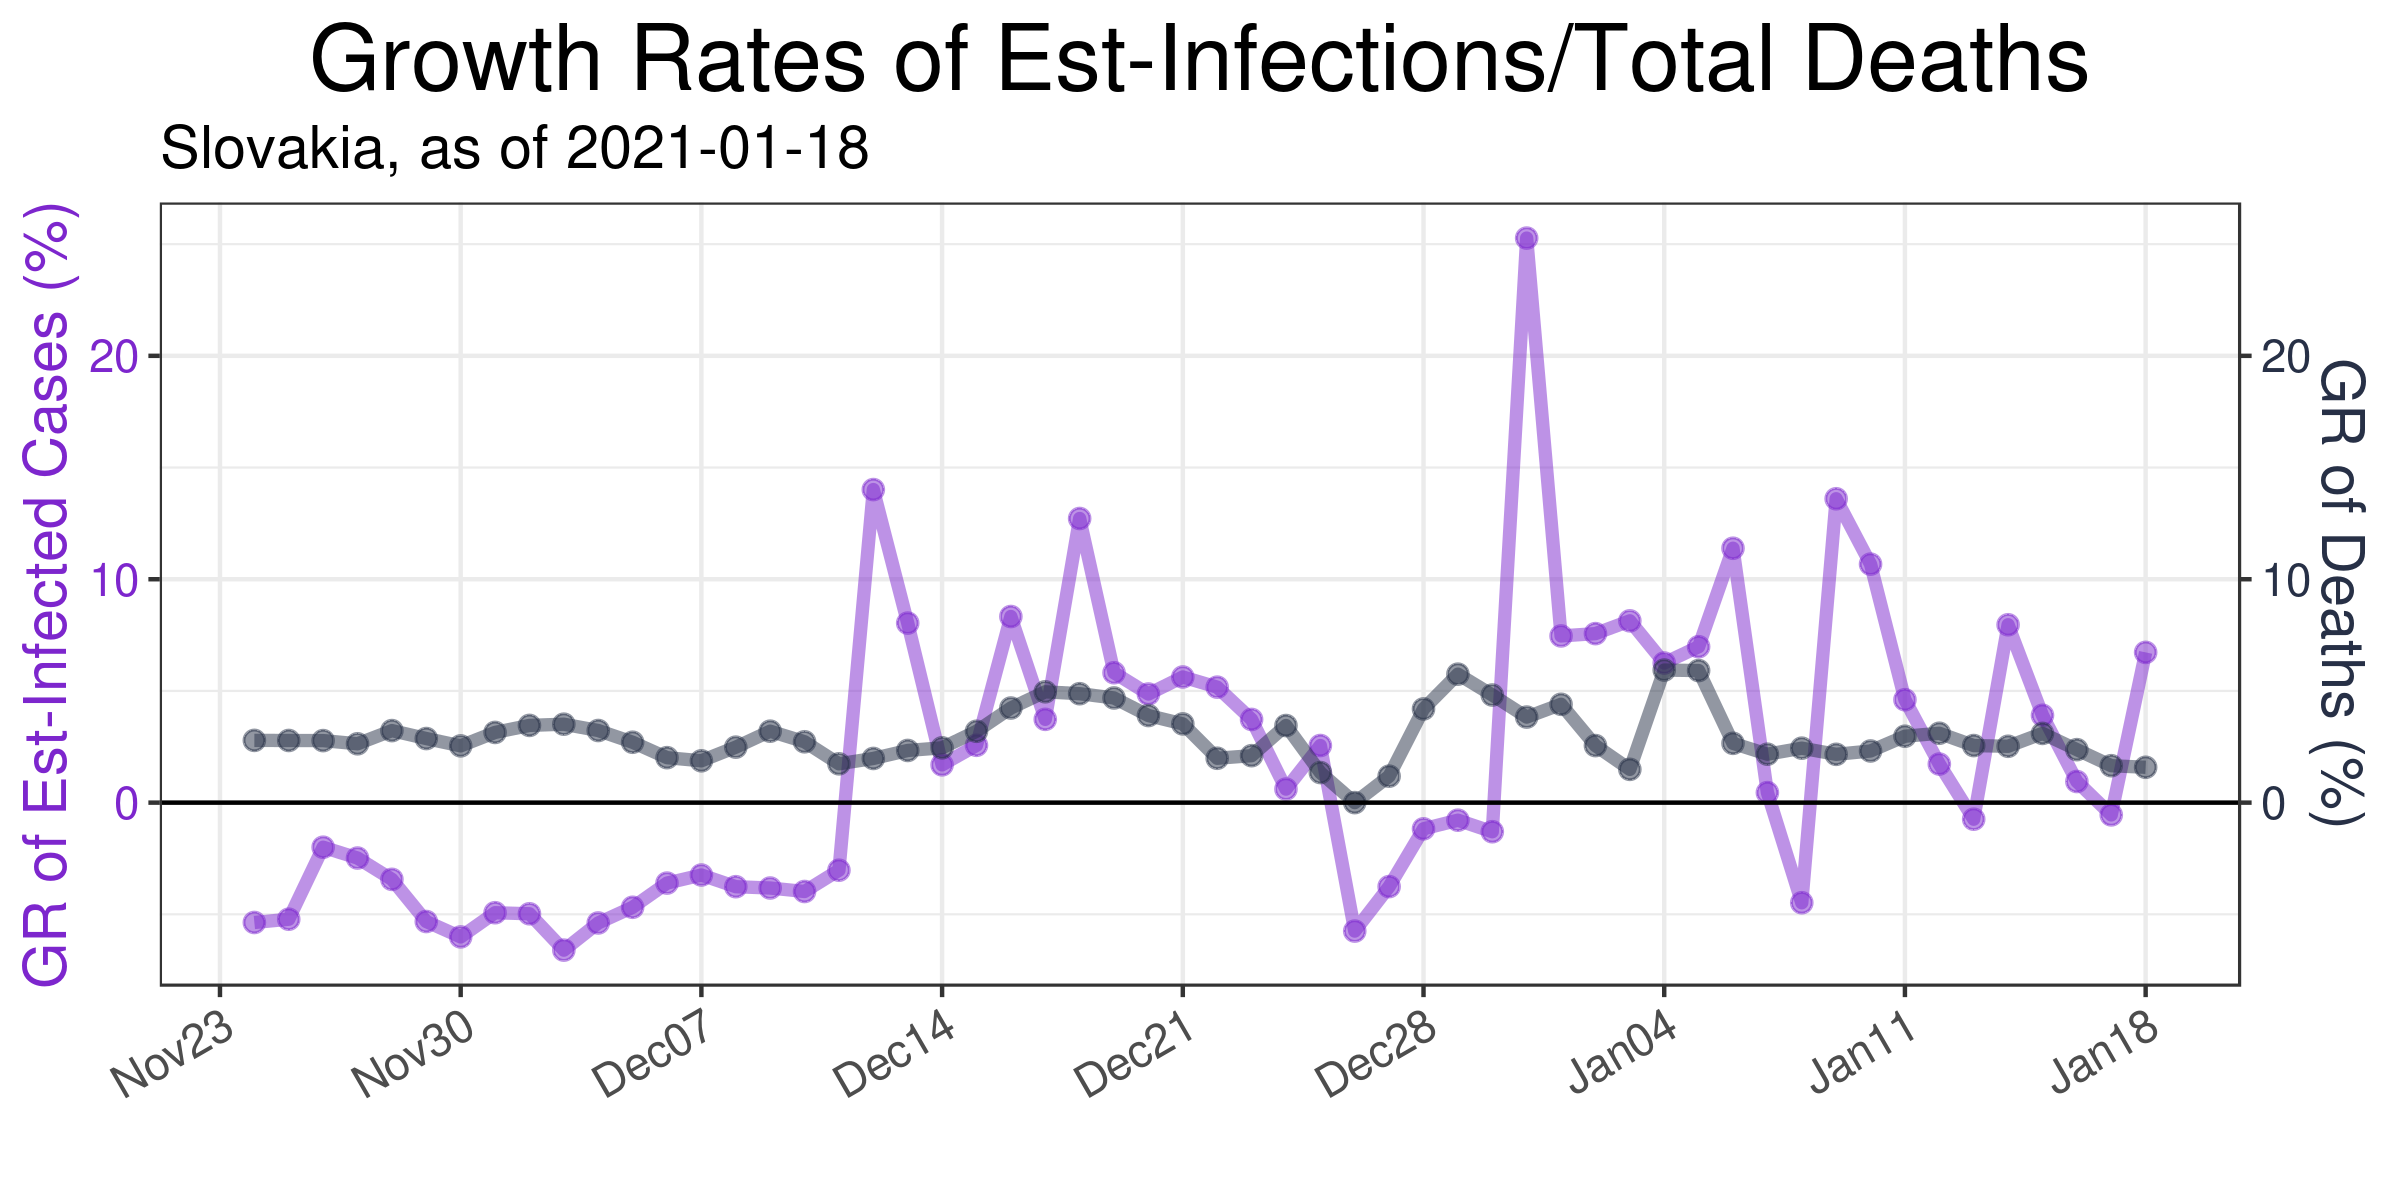 Growth Rates of Est-Infections/Total Deaths
Slovakia, as of 2021-01-18
GR of Est-Infected Cases (%)
20
10
0
20
10
0
GR of Deaths (%)
Nov23
Nov30
Dec07
Dec14
Dec21
Dec28
Jan04
Jan11
Jan18